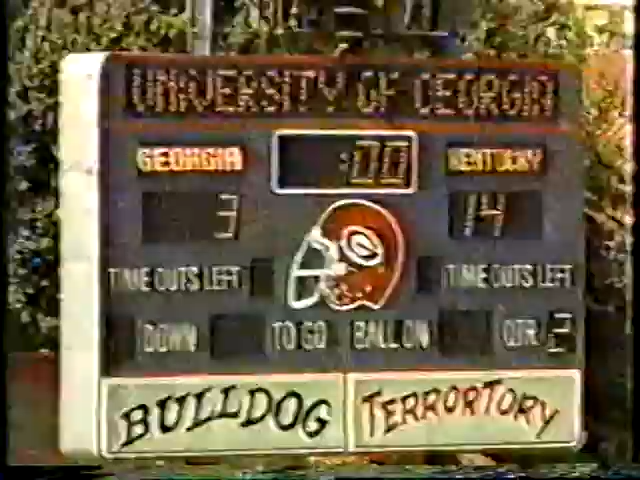 UNIVERSITY OF GEORGIA
GEORGIA :00 KENTUCKY
3 14
G
TIME OUTS LEFT TIME OUTS LEFT
DOWN TO GO BALL ON QTR 2
BULLDOG TERRORTORY